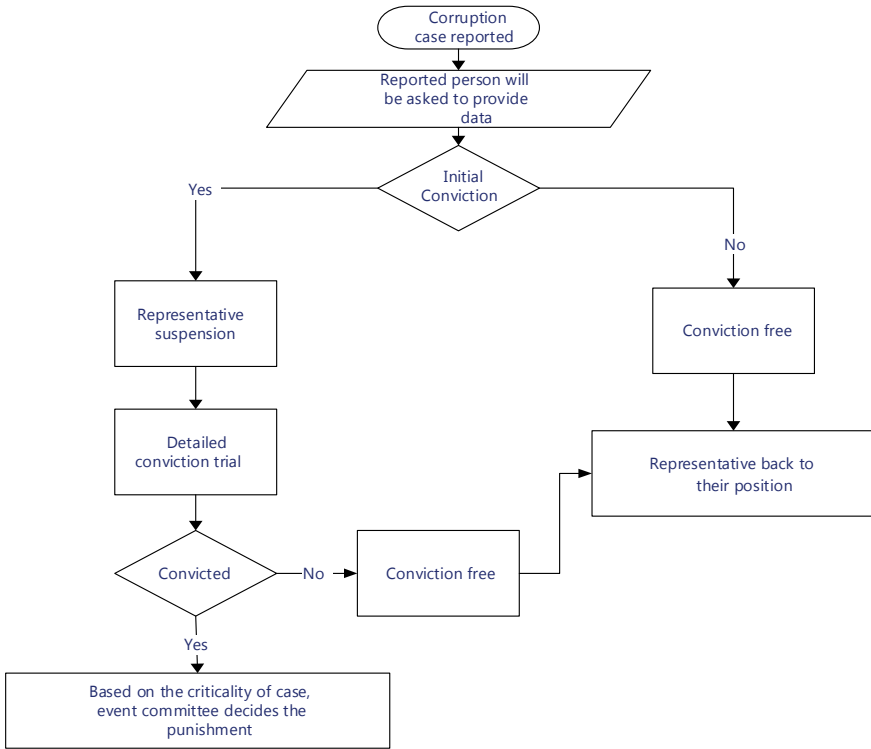 Corruption
case reported
Reported person will
be asked to provide
data
Initial
Conviction
Yes
No
Representative
suspension
Conviction free
Detailed
conviction trial
Representative back to
their position
Convicted
No
Conviction free
Yes
Based on the criticality of case,
event committee decides the
punishment